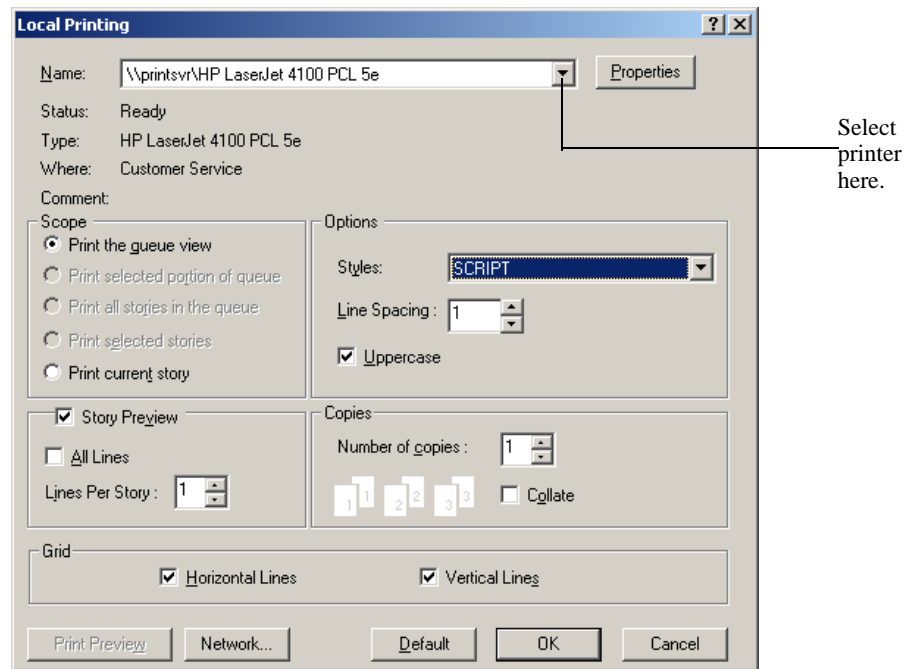 Local Printing
Name: \\printsvr\HP LaserJet 4100 PCL 5e Properties
Status: Ready
Type: HP LaserJet 4100 PCL 5e
Where: Customer Service
Comment:
Select
printer
here.
Scope
Print the queue view
Print selected portion of queue
Print all stories in the queue
Print selected stories
Print current story
Options
Styles: SCRIPT
Line Spacing : 1
Uppercase
Story Preview
All Lines
Lines Per Story : 1
Copies
Number of copies : 1
1 1 2 2 3 3
Collate
Grid
Horizontal Lines
Vertical Lines
Print Preview Network... Default OK Cancel